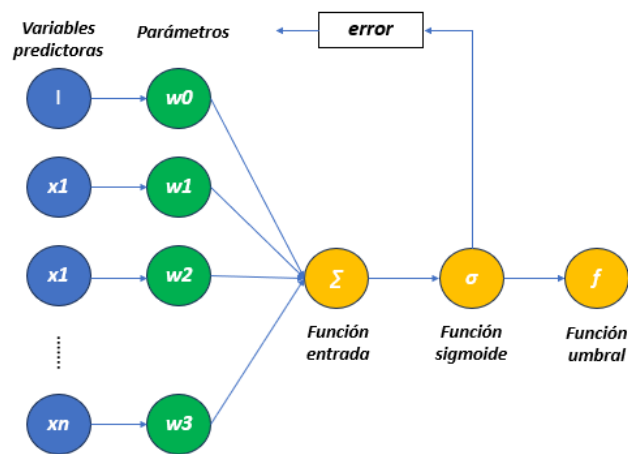 Variables
predictoras
Parámetros
error
I
w0
x1
w1
x1
w2
Σ
σ
f
Función
entrada
Función
sigmoide
Función
umbral
xn
w3